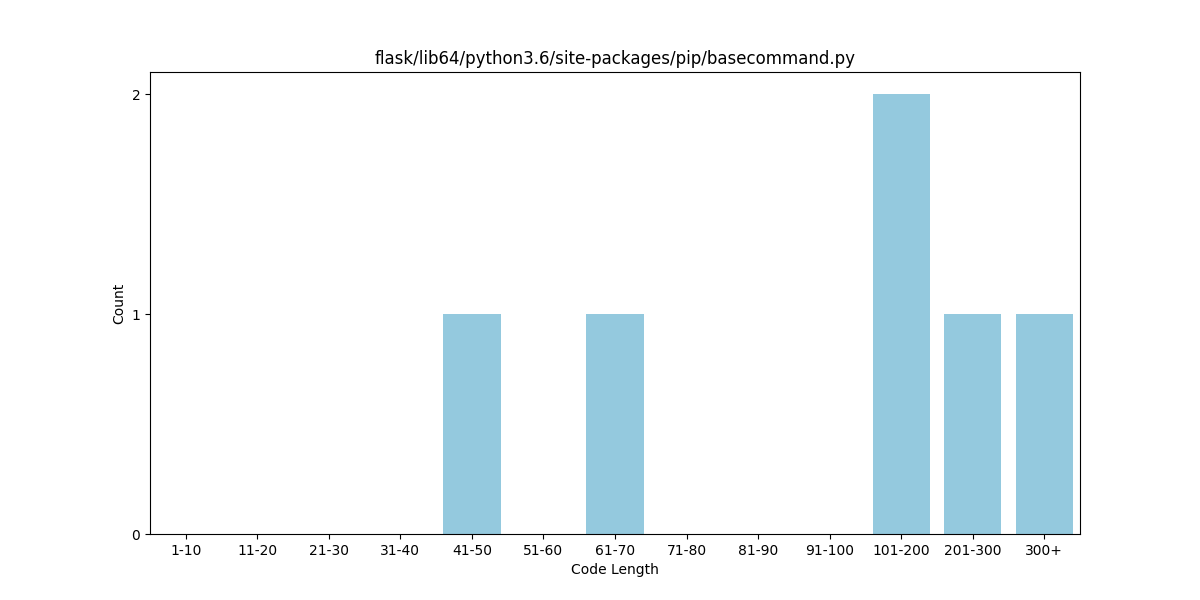 flask/lib64/python3.6/site-packages/pip/basecommand.py
2
1
0
Count
1-10 11-20 21-30 31-40 41-50 51-60 61-70 71-80 81-90 91-100 101-200 201-300 300+
Code Length